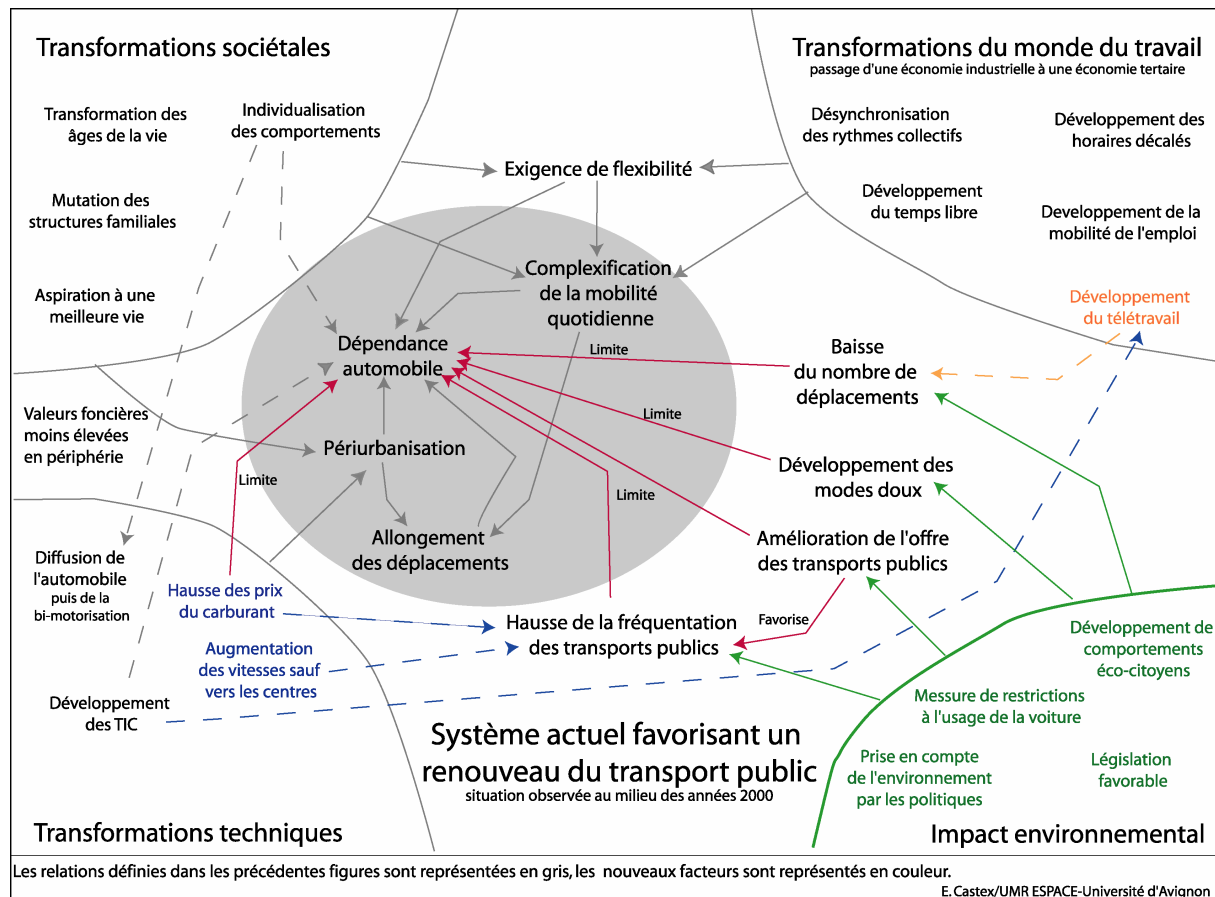 Transformations sociétales
Transformation des
âges de la vie
Individualisation
des comportements
Mutation des
structures familiales
Aspiration à une
meilleure vie
Transformations du monde du travail
passage d'une économie industrielle à une économie tertaire
Désynchronisation
des rythmes collectifs
Développement des
horaires décalés
Développement
du temps libre
Developpement de la
mobilité de l'emploi
Développement
du télétravail
Exigence de flexibilité
Complexification
de la mobilité
quotidienne
Dépendance
automobile
Limite
Baisse
du nombre de
déplacements
Valeurs foncières
moins élevées
en périphérie
Périurbanisation
Limite
Limite
Limite
Développement des
modes doux
Allongement
des déplacements
Amélioration de l'offre
des transports publics
Diffusion de
l'automobile
puis de la
bi-motorisation
Hausse des prix
du carburant
Hausse de la fréquentation
des transports publics
Favorise
Augmentation
des vitesses sauf
vers les centres
Développement
des TIC
Développement de
comportements
éco-citoyens
Messure de restrictions
à l'usage de la voiture
Prise en compte
de l'environnement
par les politiques
Législation
favorable
Système actuel favorisant un
renouveau du transport public
situation observée au milieu des années 2000
Transformations techniques
Impact environnemental
Les relations définies dans les précédentes figures sont représentées en gris, les nouveaux facteurs sont représentés en couleur.
E. Castex/UMR ESPACE-Université d'Avignon